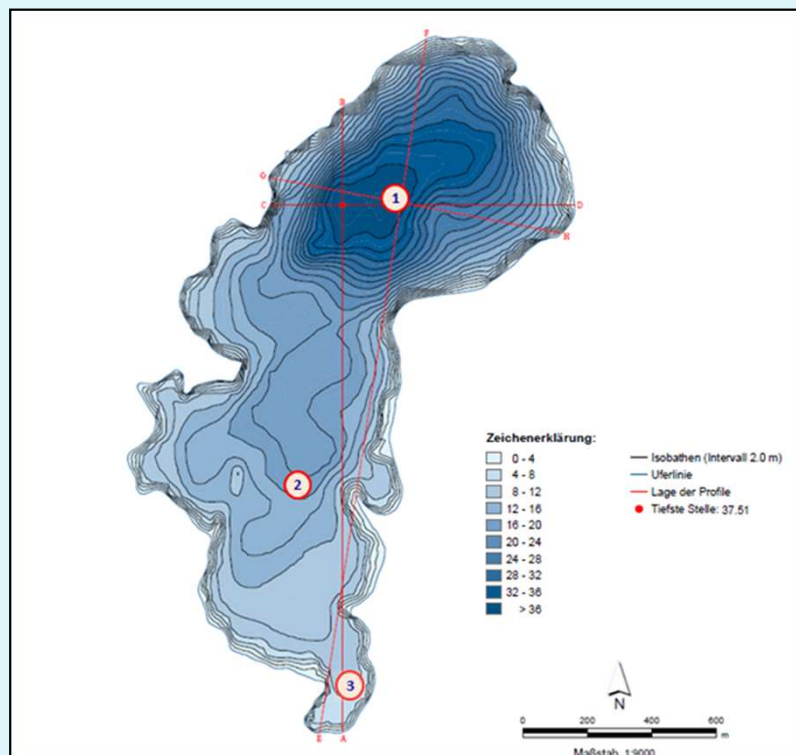 F
B
G
C
1
D
H
2
3
E
A
Zeichenerklärung:
0 - 4
4 - 8
8 - 12
12 - 16
16 - 20
20 - 24
24 - 28
28 - 32
32 - 36
> 36
Isobathen (Intervall 2.0 m)
Uferlinie
Lage der Profile
Tiefste Stelle: 37.51
N
0 200 400 600
m
Maßstab 1:9000